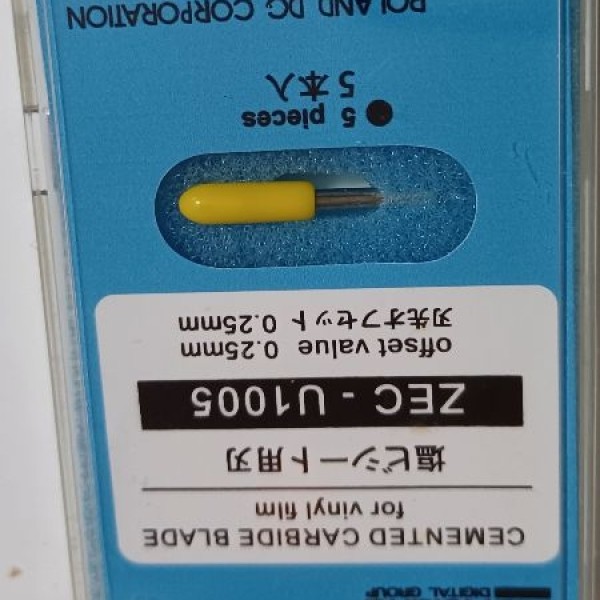 DIGITAL GROUP
CEMENTED CARBIDE BLADE
for vinyl film
塩ビシート用刃
ZEC - U1005
offset value 0.25mm
刃先オフセット 0.25mm
● 5 pieces
5 本入
ROLAND DG CORPORATION